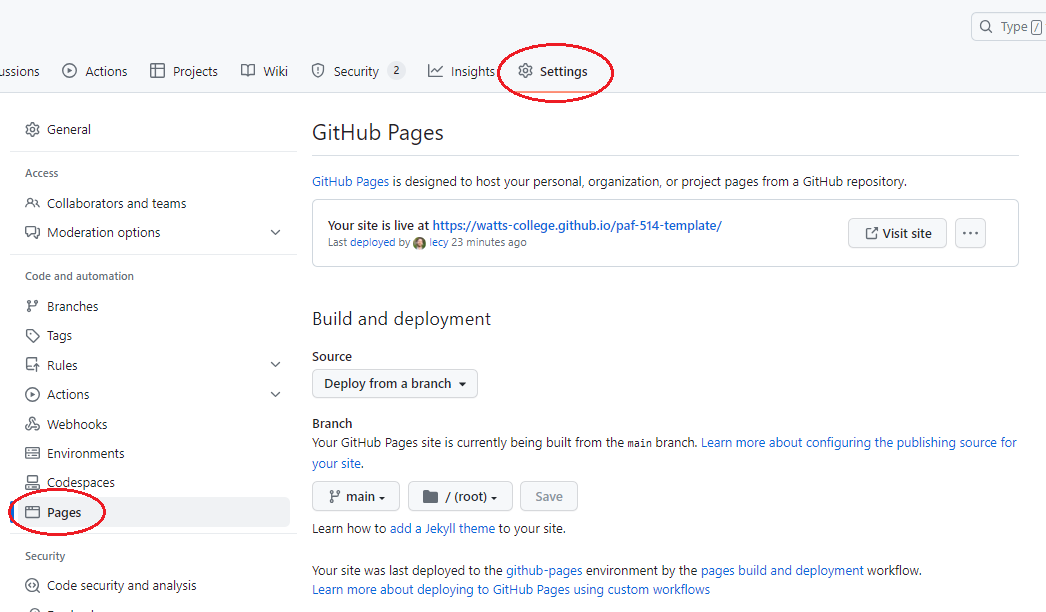 Type /
ussions Actions Projects Wiki Security 2 Insights Settings
General
Access
Collaborators and teams
Moderation options
Code and automation
Branches
Tags
Rules
Actions
Webhooks
Environments
Codespaces
Pages
Security
Code security and analysis
GitHub Pages
GitHub Pages is designed to host your personal, organization, or project pages from a GitHub repository.
Your site is live at https://watts-college.github.io/paf-514-template/
Last deployed by lecy 23 minutes ago
Visit site
Build and deployment
Source
Deploy from a branch
Branch
Your GitHub Pages site is currently being built from the main branch. Learn more about configuring the publishing source for
your site.
main / (root) Save
Learn how to add a Jekyll theme to your site.
Your site was last deployed to the github-pages environment by the pages build and deployment workflow.
Learn more about deploying to GitHub Pages using custom workflows